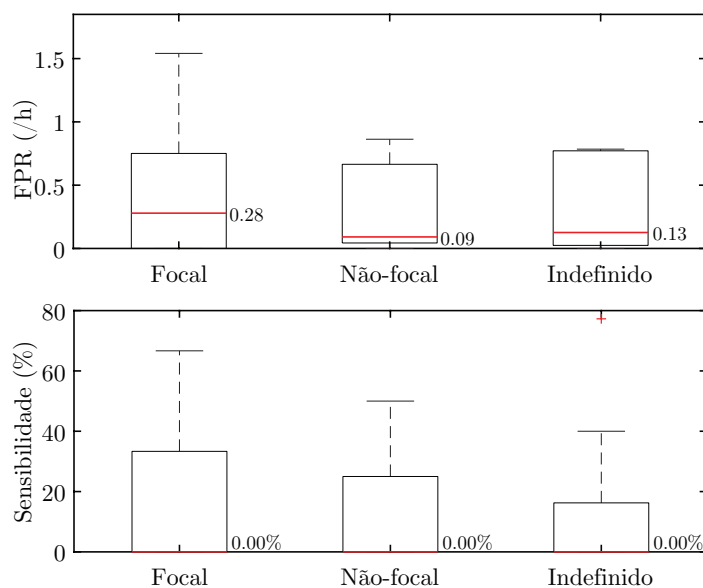 FPR (/h)
1.5
1
0.5
0
0.28
0.09
0.13
Focal Não-focal Indefinido
Sensibilidade (%)
80
60
40
20
0
0.00% 0.00% 0.00%
Focal Não-focal Indefinido